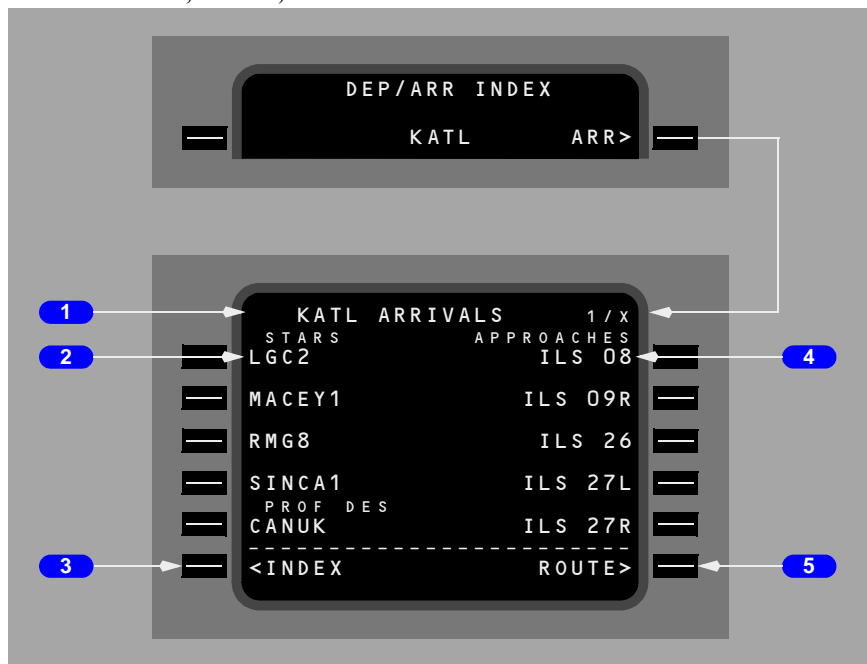 DEP/ARR INDEX
KATL ARR>
1 KATL ARRIVALS 1/X
STARS APPROACHES
2 LGC2 ILS 08 4
MACEY1 ILS 09R
RMG8 ILS 26
SINCA1 ILS 27L
PROF DES
CANUK ILS 27R
--------------------------
3 <INDEX ROUTE> 5